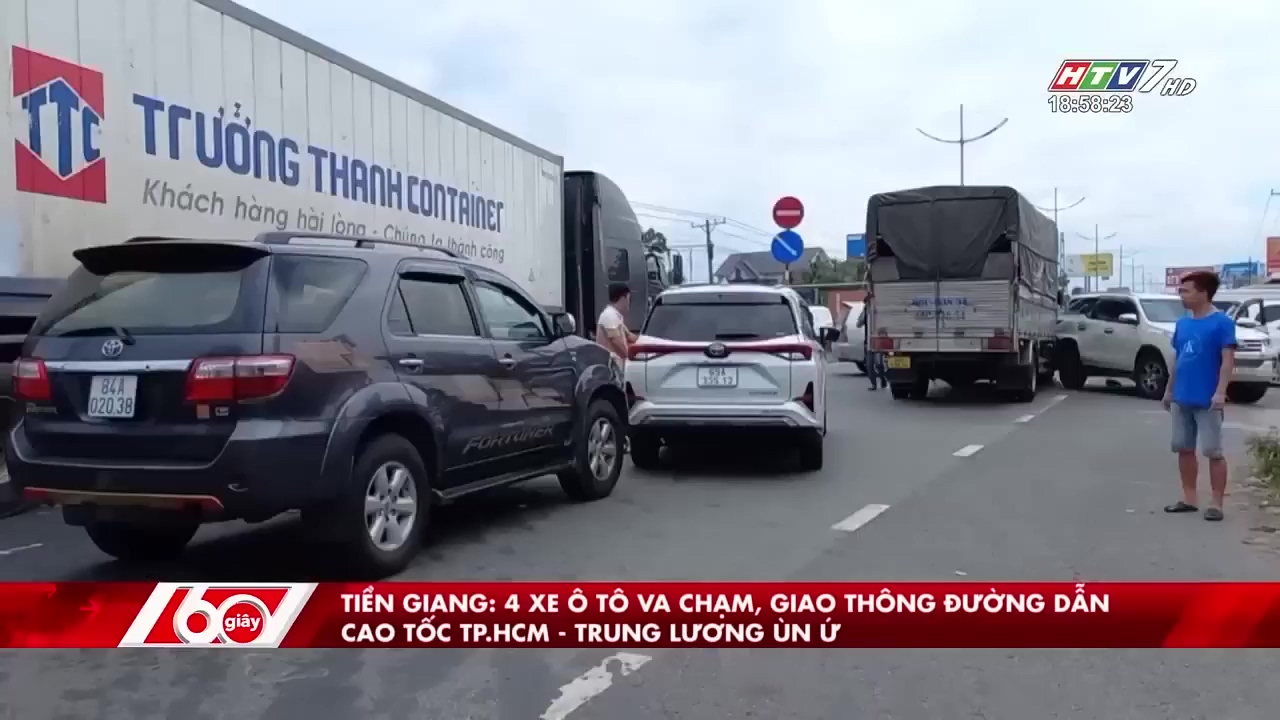 HTV7 HD
18:58:23
TTC
TRƯỞNG THÀNH CONTAINER
Khách hàng hài lòng - Chúng ta thành công
84A
020.38
FORTUNER
TIỀN GIANG: 4 XE Ô TÔ VA CHẠM, GIAO THÔNG ĐƯỜNG DẪN
CAO TỐC TP.HCM - TRUNG LƯƠNG ÙN Ứ
60 giây